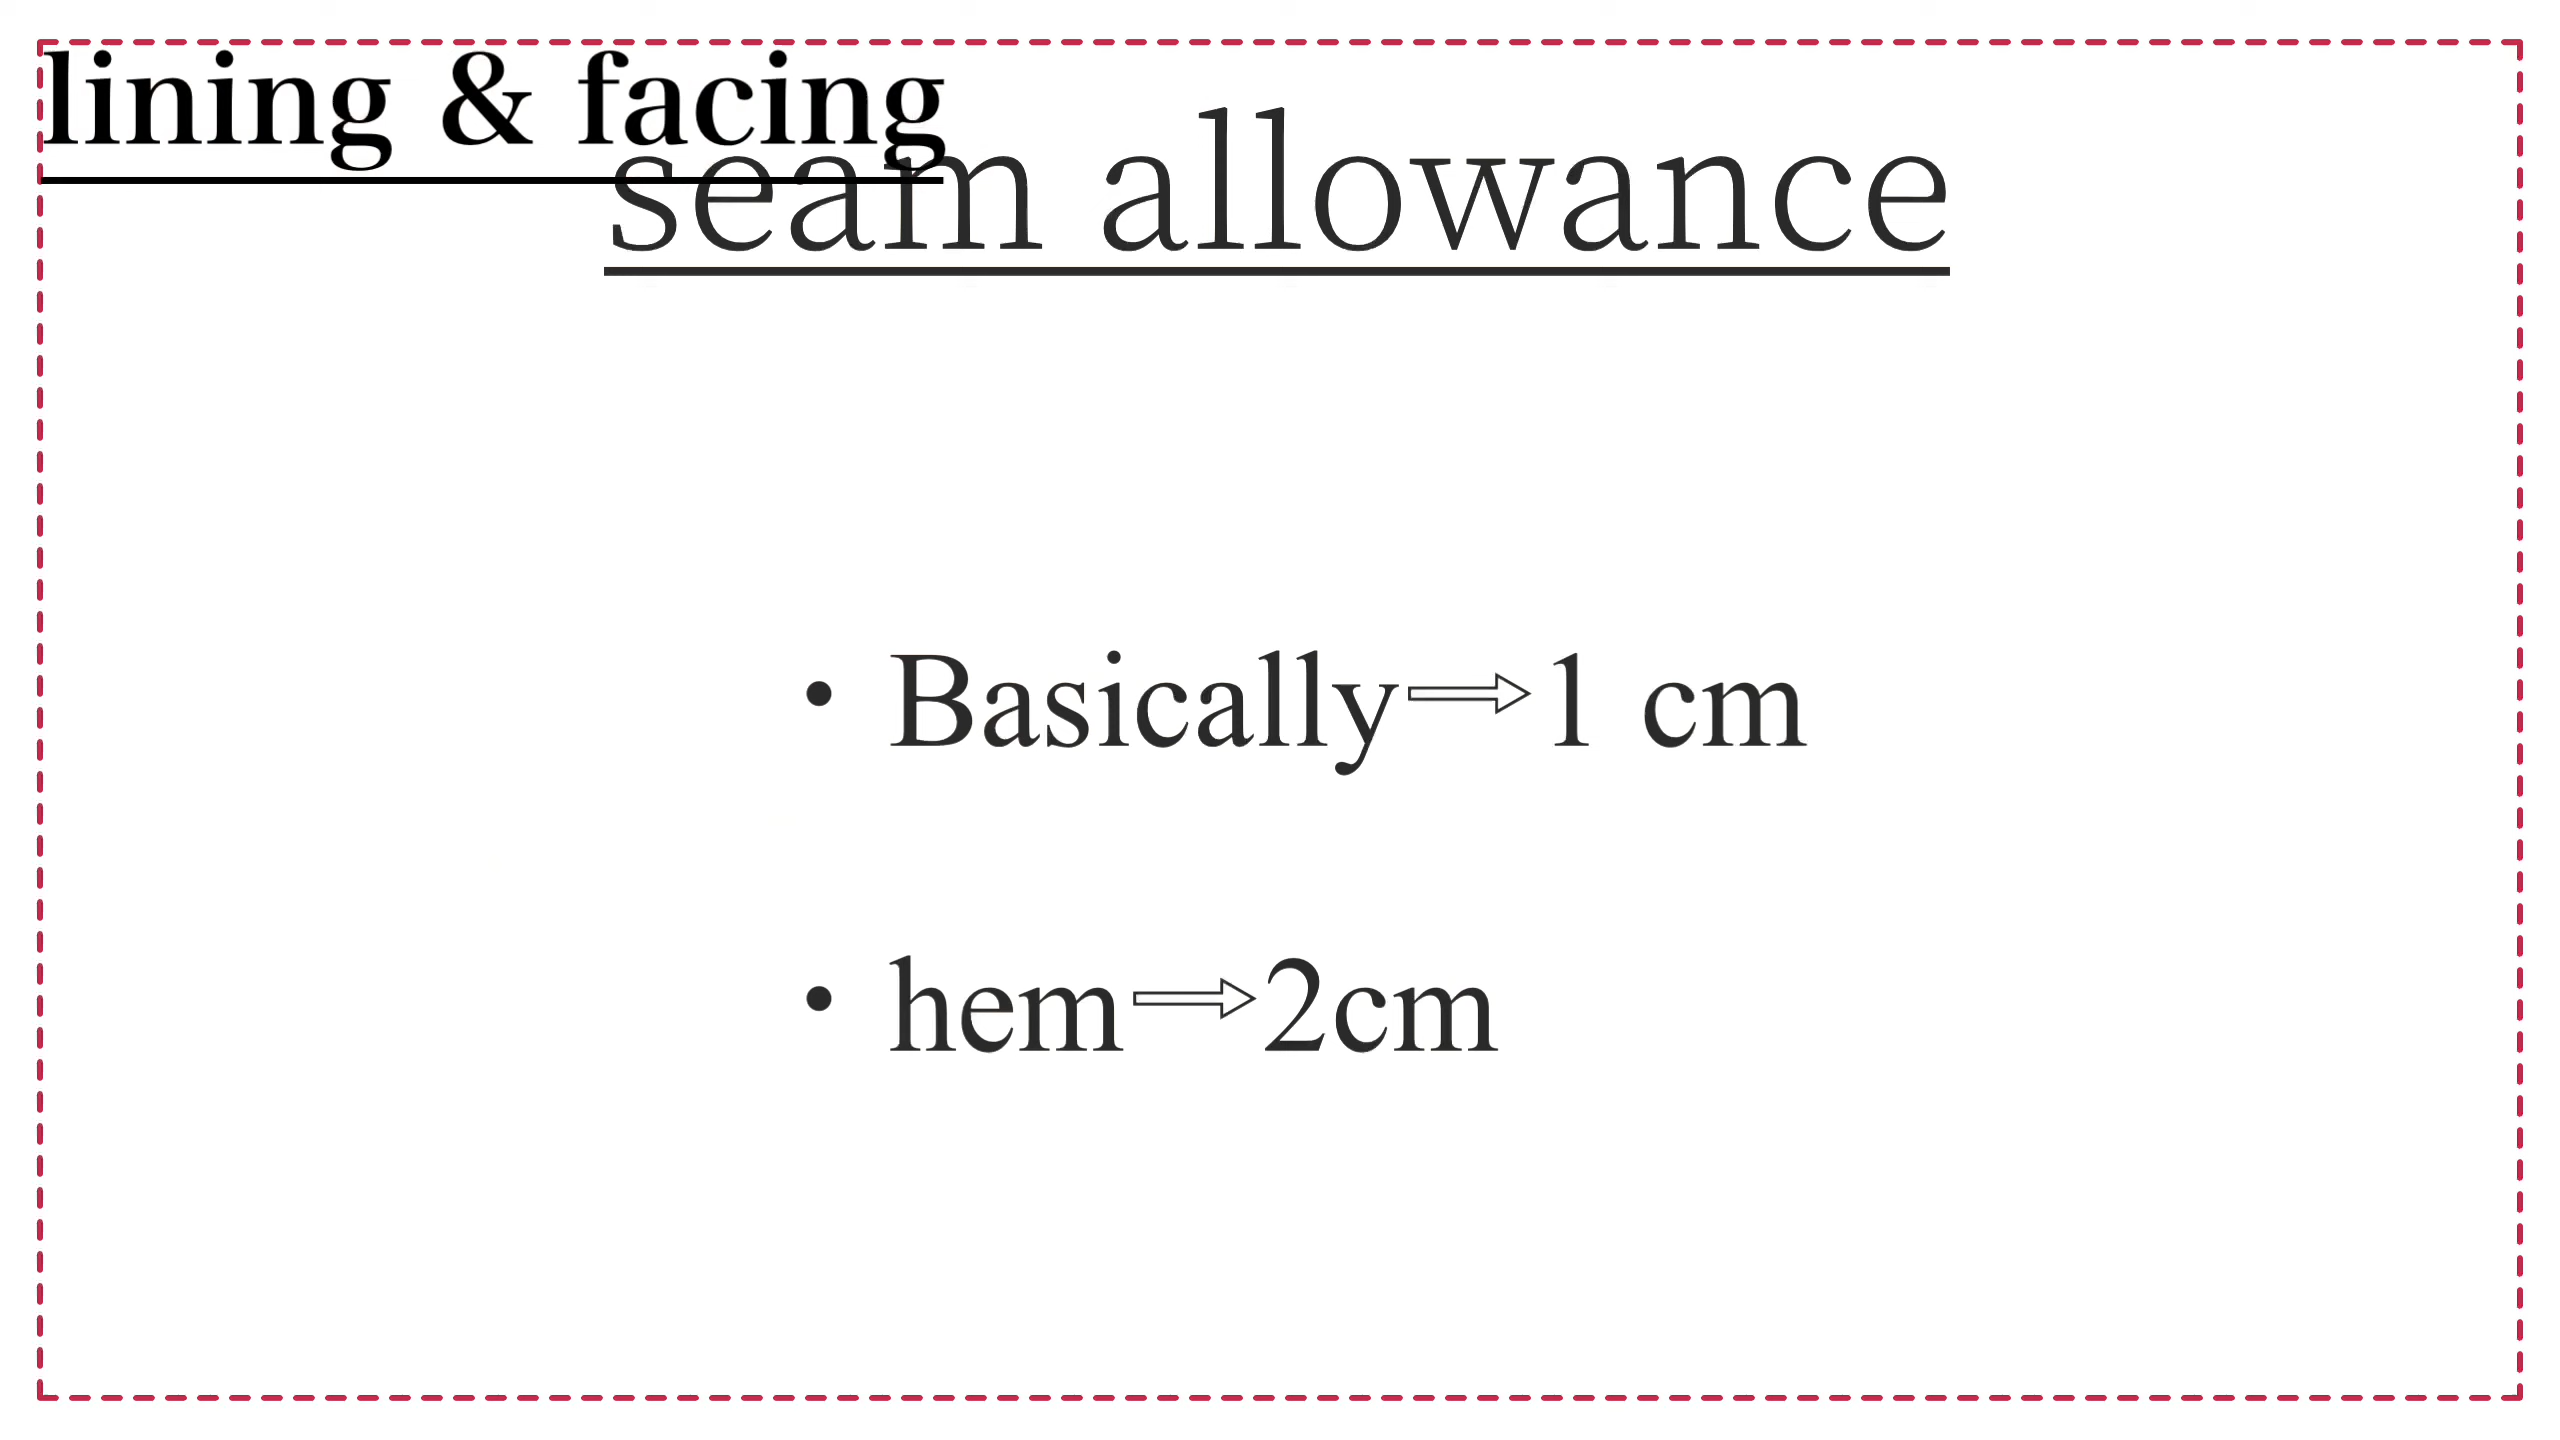 lining & facing
seam allowance
• Basically⇒1 cm
• hem⇒2cm